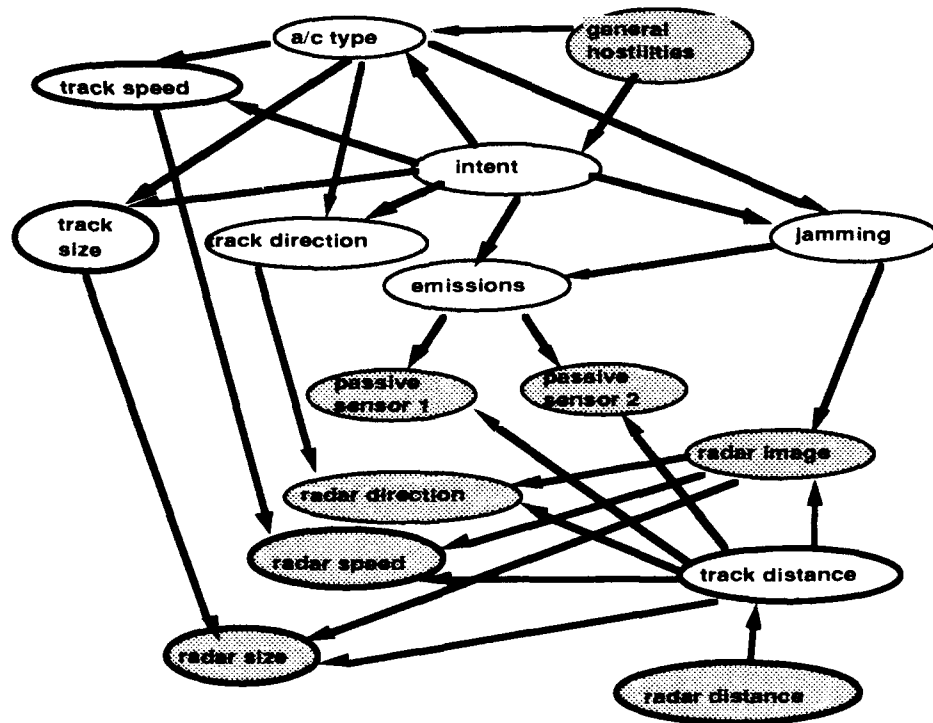 a/c type
general
hostilities
track speed
intent
track
size
track direction
jamming
emissions
passive
sensor 1
passive
sensor 2
radar image
radar direction
radar speed
track distance
radar size
radar distance